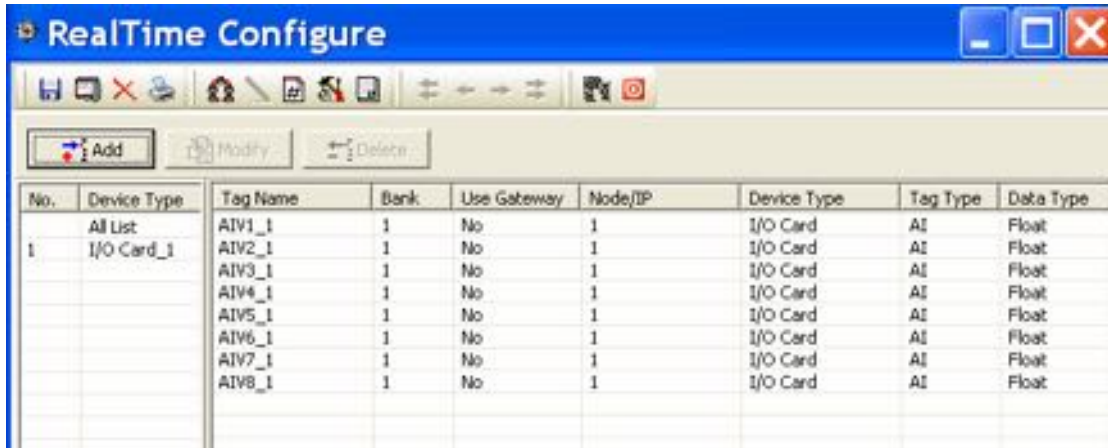 RealTime Configure
Add Modify Delete
No. Device Type Tag Name Bank Use Gateway Node/IP Device Type Tag Type Data Type
All List AIV1_1 1 No 1 I/O Card AI Float
1 I/O Card_1 AIV2_1 1 No 1 I/O Card AI Float
AIV3_1 1 No 1 I/O Card AI Float
AIV4_1 1 No 1 I/O Card AI Float
AIV5_1 1 No 1 I/O Card AI Float
AIV6_1 1 No 1 I/O Card AI Float
AIV7_1 1 No 1 I/O Card AI Float
AIV8_1 1 No 1 I/O Card AI Float